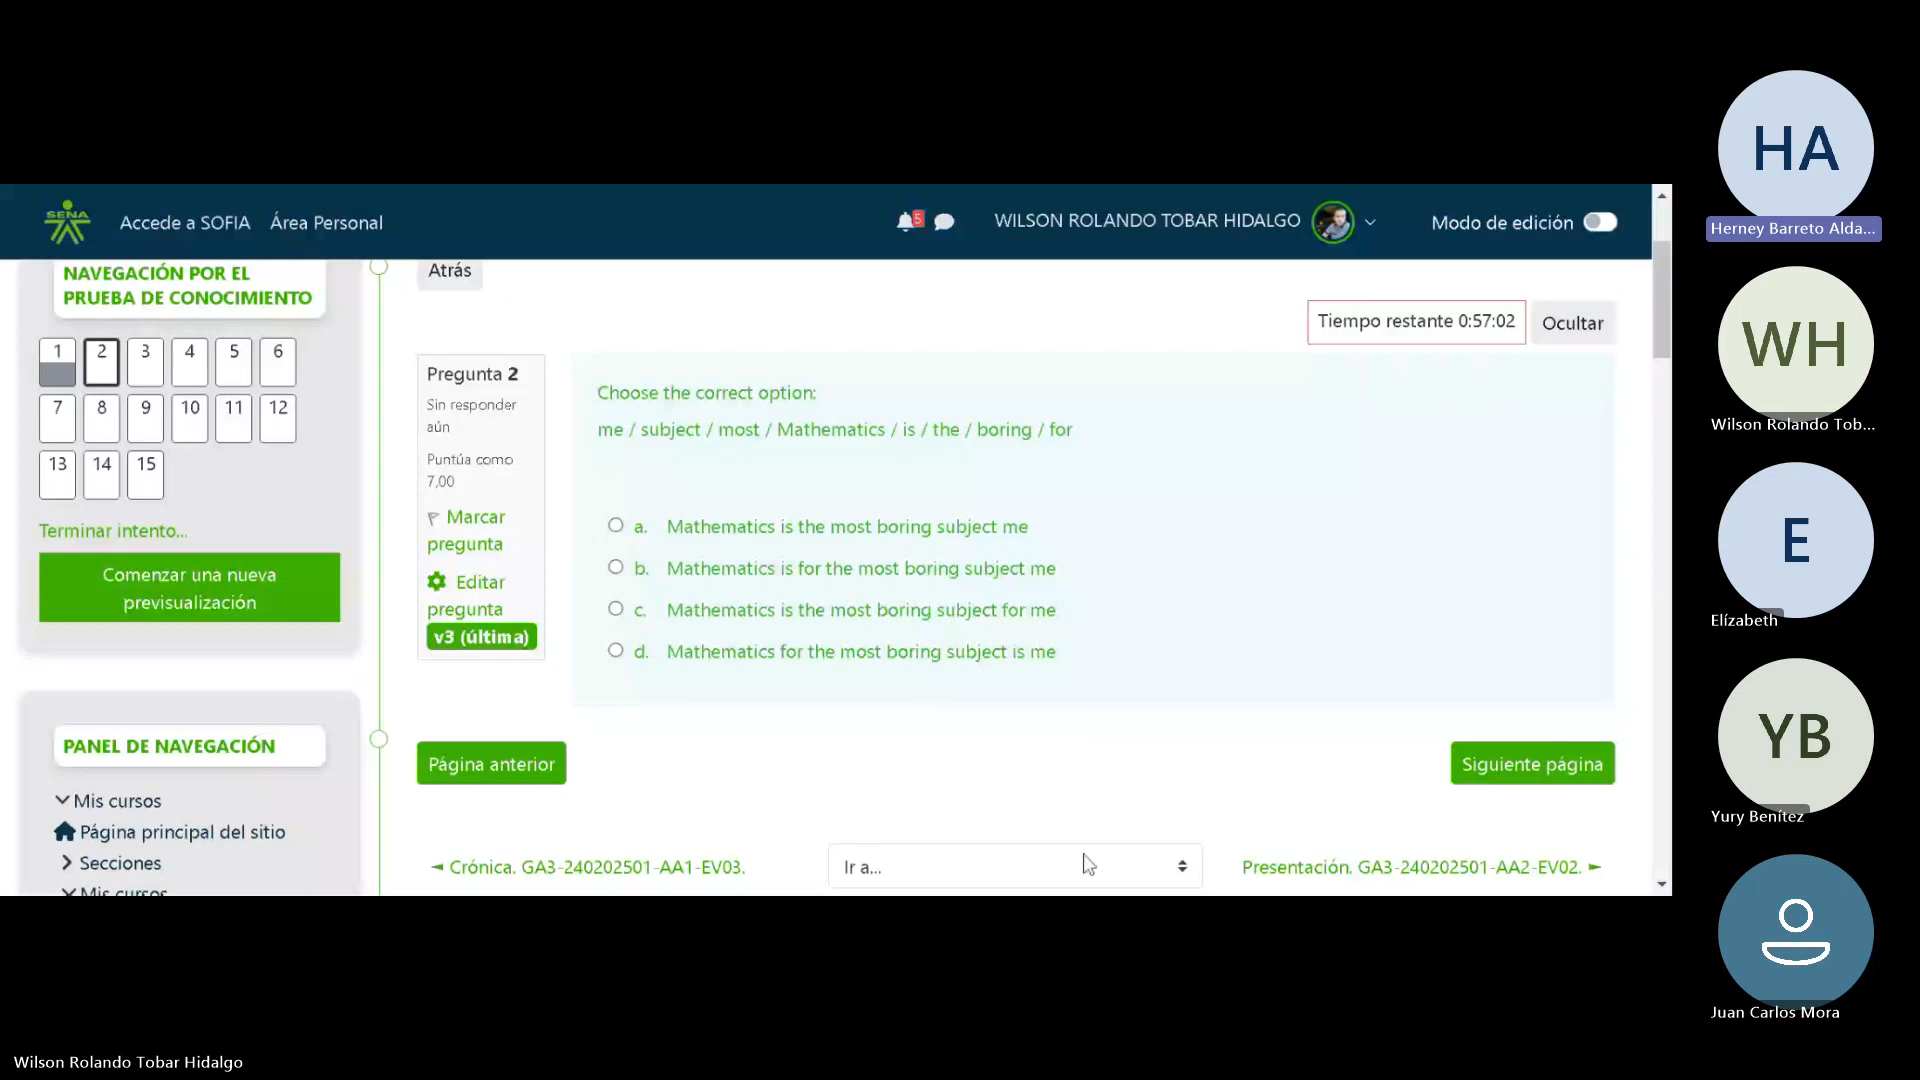 SENA
Accede a SOFIA
Área Personal
5
WILSON ROLANDO TOBAR HIDALGO
Modo de edición
NAVEGACIÓN POR EL
PRUEBA DE CONOCIMIENTO
1 2 3 4 5 6
7 8 9 10 11 12
13 14 15
Terminar intento...
Comenzar una nueva
previsualización
PANEL DE NAVEGACIÓN
Mis cursos
Página principal del sitio
Secciones
Mis cursos
Atrás
Tiempo restante 0:57:02
Ocultar
Pregunta 2
Sin responder
aún
Puntúa como
7,00
Marcar
pregunta
Editar
pregunta
v3 (última)
Choose the correct option:
me / subject / most / Mathematics / is / the / boring / for
a. Mathematics is the most boring subject me
b. Mathematics is for the most boring subject me
c. Mathematics is the most boring subject for me
d. Mathematics for the most boring subject is me
Página anterior
Siguiente página
◄ Crónica. GA3-240202501-AA1-EV03.
Ir a...
Presentación. GA3-240202501-AA2-EV02. ►
HA
Herney Barreto Alda...
WH
Wilson Rolando Tob...
E
Elízabeth
YB
Yury Benítez
Juan Carlos Mora
Wilson Rolando Tobar Hidalgo